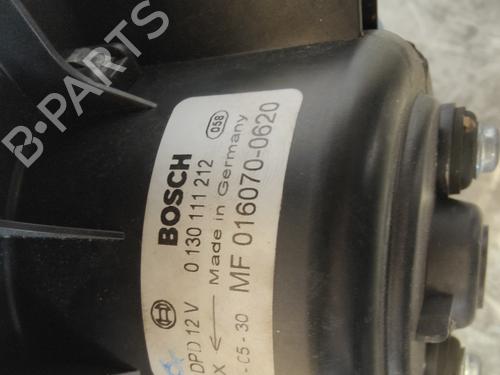 B-PARTS
BOSCH
058
DPD 12 V 0 130 111 212
X ← Made in Germany
- C5 - 30 MF 016070-0620